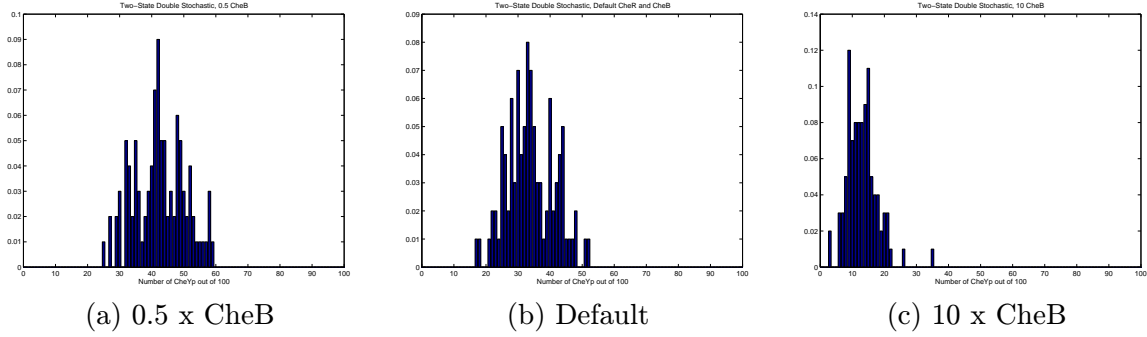 Two−State Double Stochastic, 0.5 CheB
0.1
0.09
0.08
0.07
0.06
0.05
0.04
0.03
0.02
0.01
0
0 10 20 30 40 50 60 70 80 90 100
Number of CheYp out of 100
(a) 0.5 x CheB
Two−State Double Stochastic, Default CheR and CheB
0.09
0.08
0.07
0.06
0.05
0.04
0.03
0.02
0.01
0
0 10 20 30 40 50 60 70 80 90 100
Number of CheYp out of 100
(b) Default
Two−State Double Stochastic, 10 CheB
0.14
0.12
0.1
0.08
0.06
0.04
0.02
0
0 10 20 30 40 50 60 70 80 90 100
Number of CheYp out of 100
(c) 10 x CheB